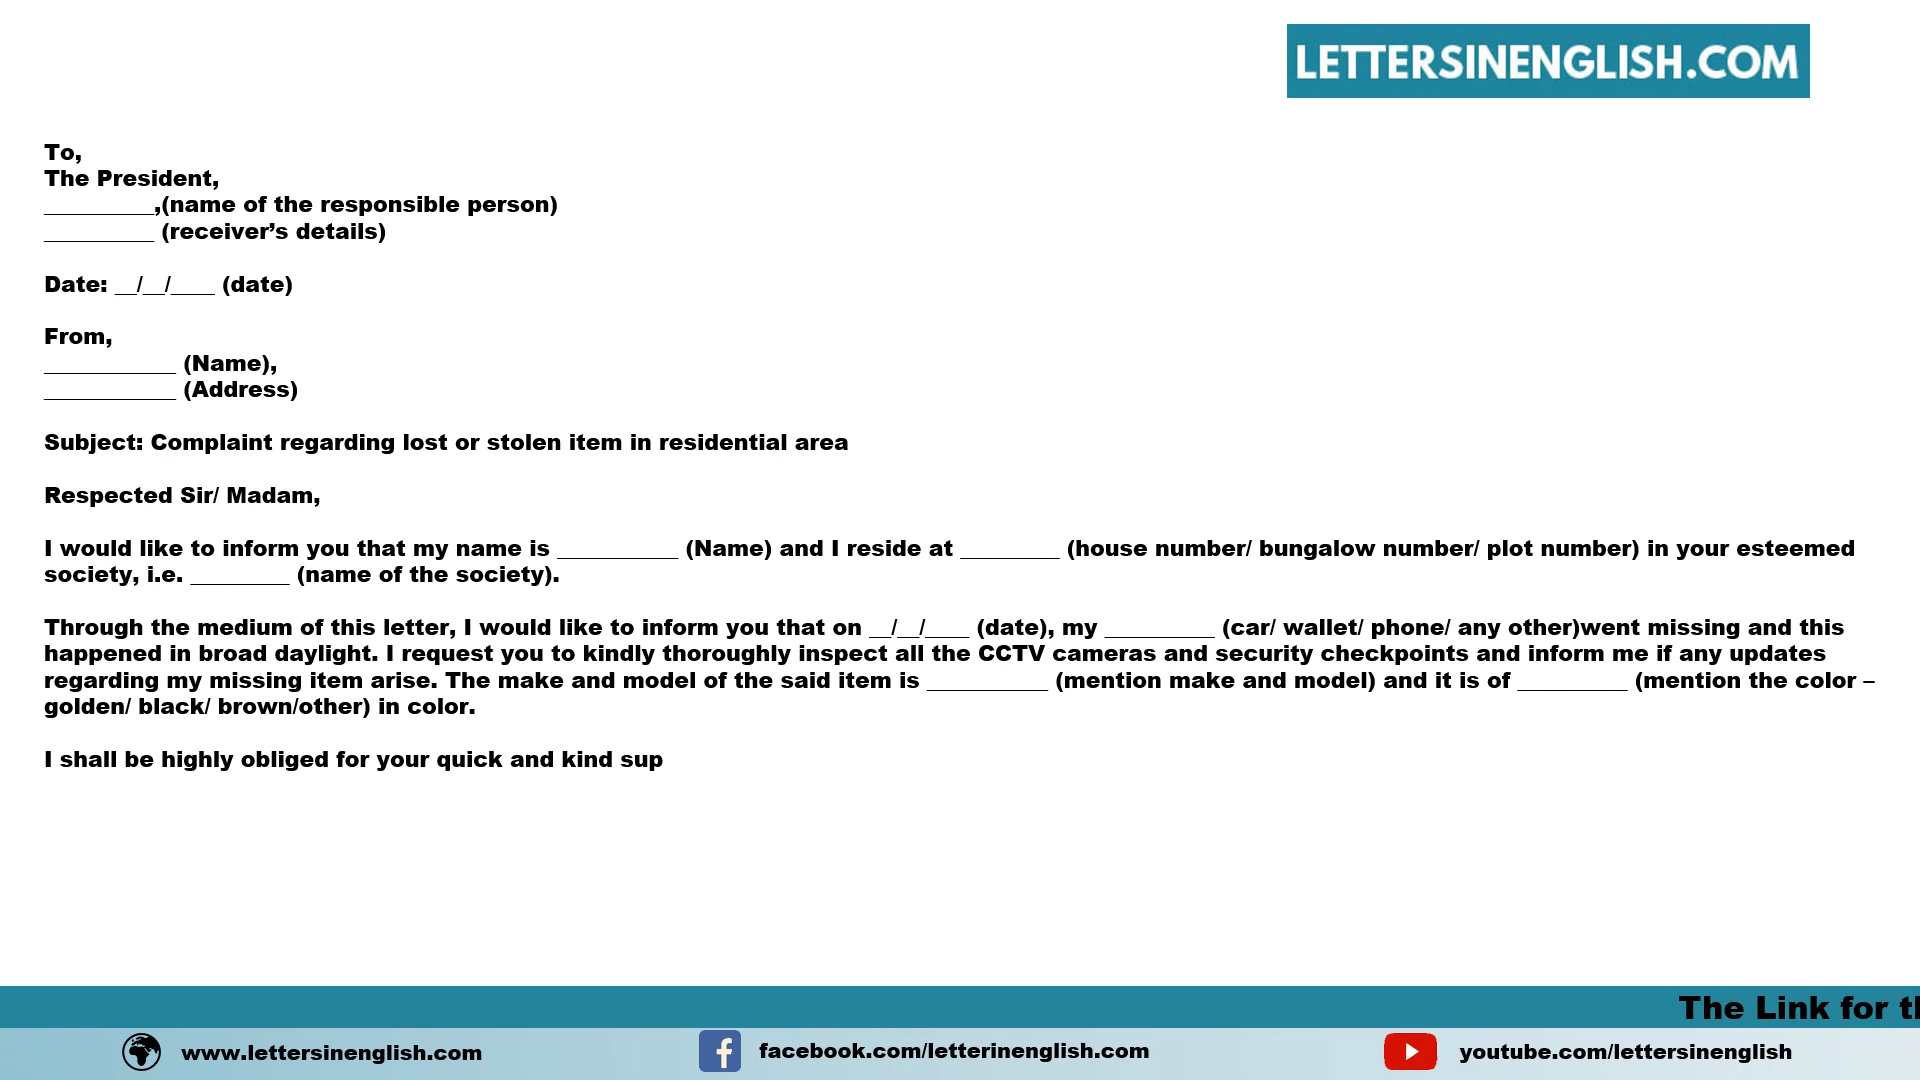 LETTERSINENGLISH.COM
To,
The President,
__________,(name of the responsible person)
__________ (receiver’s details)
Date: __/__/____ (date)
From,
____________ (Name),
____________ (Address)
Subject: Complaint regarding lost or stolen item in residential area
Respected Sir/ Madam,
I would like to inform you that my name is ___________ (Name) and I reside at _________ (house number/ bungalow number/ plot number) in your esteemed
society, i.e. _________ (name of the society).
Through the medium of this letter, I would like to inform you that on __/__/____ (date), my __________ (car/ wallet/ phone/ any other)went missing and this
happened in broad daylight. I request you to kindly thoroughly inspect all the CCTV cameras and security checkpoints and inform me if any updates
regarding my missing item arise. The make and model of the said item is ___________ (mention make and model) and it is of __________ (mention the color –
golden/ black/ brown/other) in color.
I shall be highly obliged for your quick and kind sup
The Link for th
www.lettersinenglish.com
facebook.com/letterinenglish.com
youtube.com/lettersinenglish